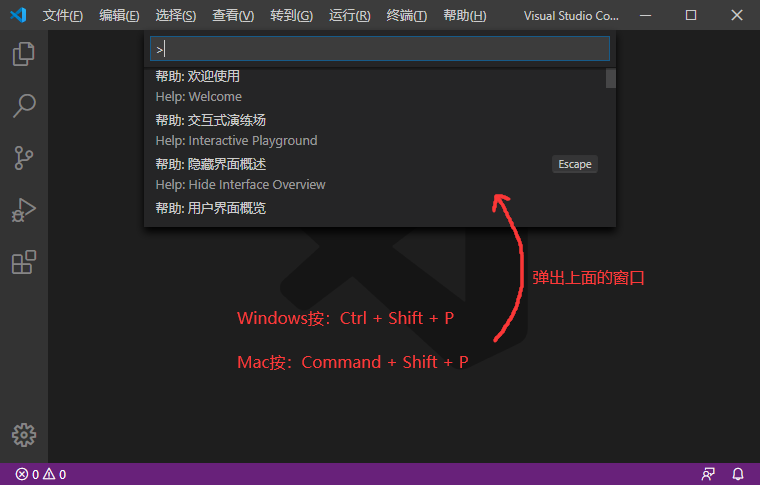 文件(F) 编辑(E) 选择(S) 查看(V) 转到(G) 运行(R) 终端(T) 帮助(H) Visual Studio Co...
>
帮助: 欢迎使用
Help: Welcome
帮助: 交互式演练场
Help: Interactive Playground
帮助: 隐藏界面概述 Escape
Help: Hide Interface Overview
帮助: 用户界面概览
弹出上面的窗口
Windows按：Ctrl + Shift + P
Mac按：Command + Shift + P
0 0